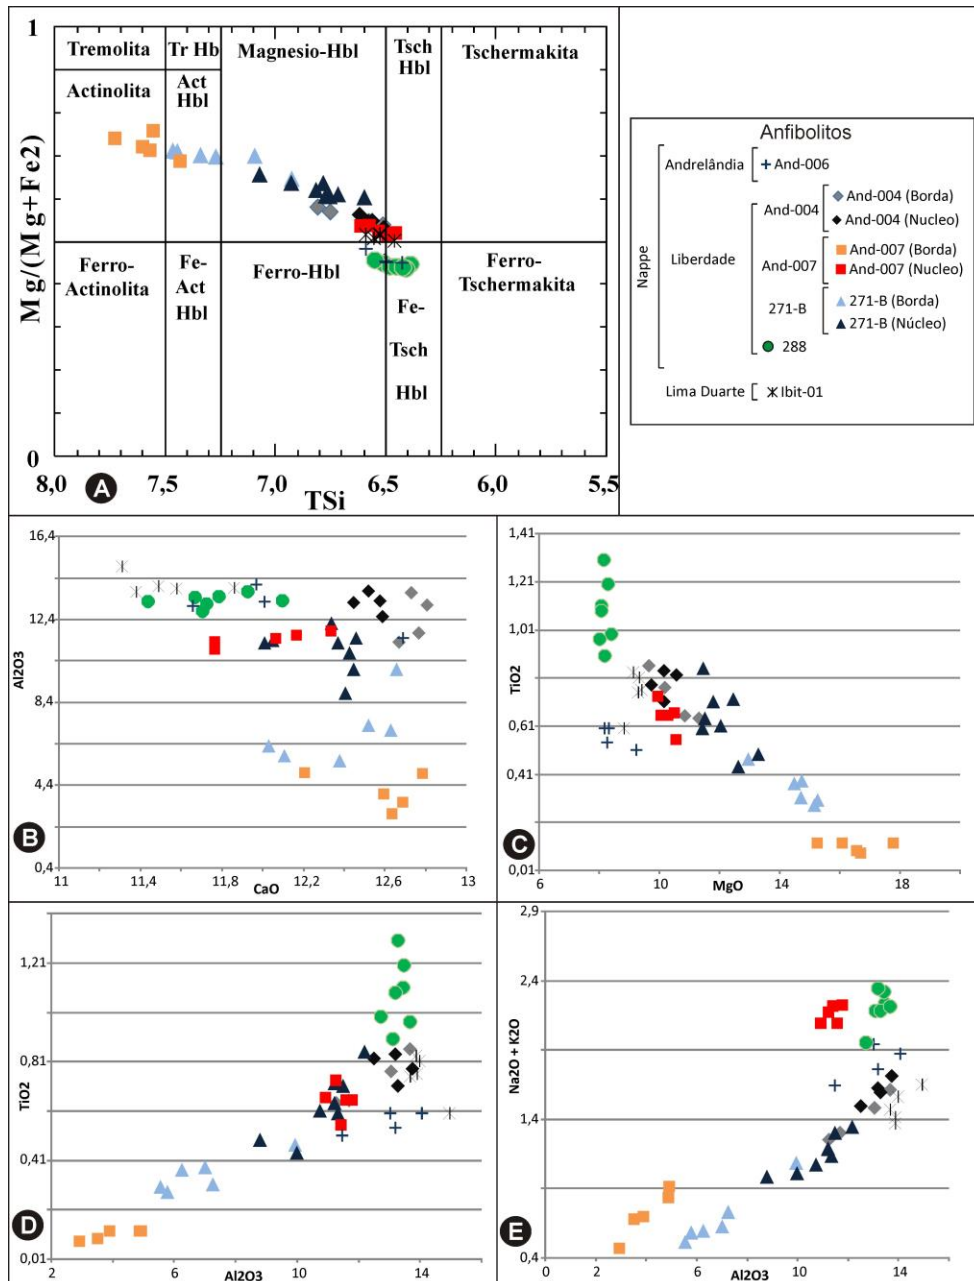 1
Tremolita
Tr Hb
Magnesio-Hbl
Tsch
Hbl
Tschermakita
Actinolita
Act
Hbl
Mg/(Mg+Fe2)
Ferro-
Actinolita
Fe-
Act
Hbl
Ferro-Hbl
Fe-
Tsch
Hbl
Ferro-
Tschermakita
0
8,0
7,5
7,0
6,5
6,0
5,5
A
TSi
Anfibolitos
Nappe
Andrelândia
And-006
Liberdade
And-004
And-004 (Borda)
And-004 (Nucleo)
And-007
And-007 (Borda)
And-007 (Nucleo)
271-B
271-B (Borda)
271-B (Núcleo)
288
Lima Duarte
Ibit-01
16,4
12,4
8,4
4,4
0,4
Al2O3
B
11
11,4
11,8
12,2
12,6
13
CaO
1,41
1,21
1,01
0,61
0,41
0,01
TiO2
C
6
10
14
18
MgO
1,21
0,81
0,41
0,01
TiO2
D
2
6
10
14
Al2O3
2,9
2,4
1,4
0,4
Na2O + K2O
E
0
2
6
10
14
Al2O3